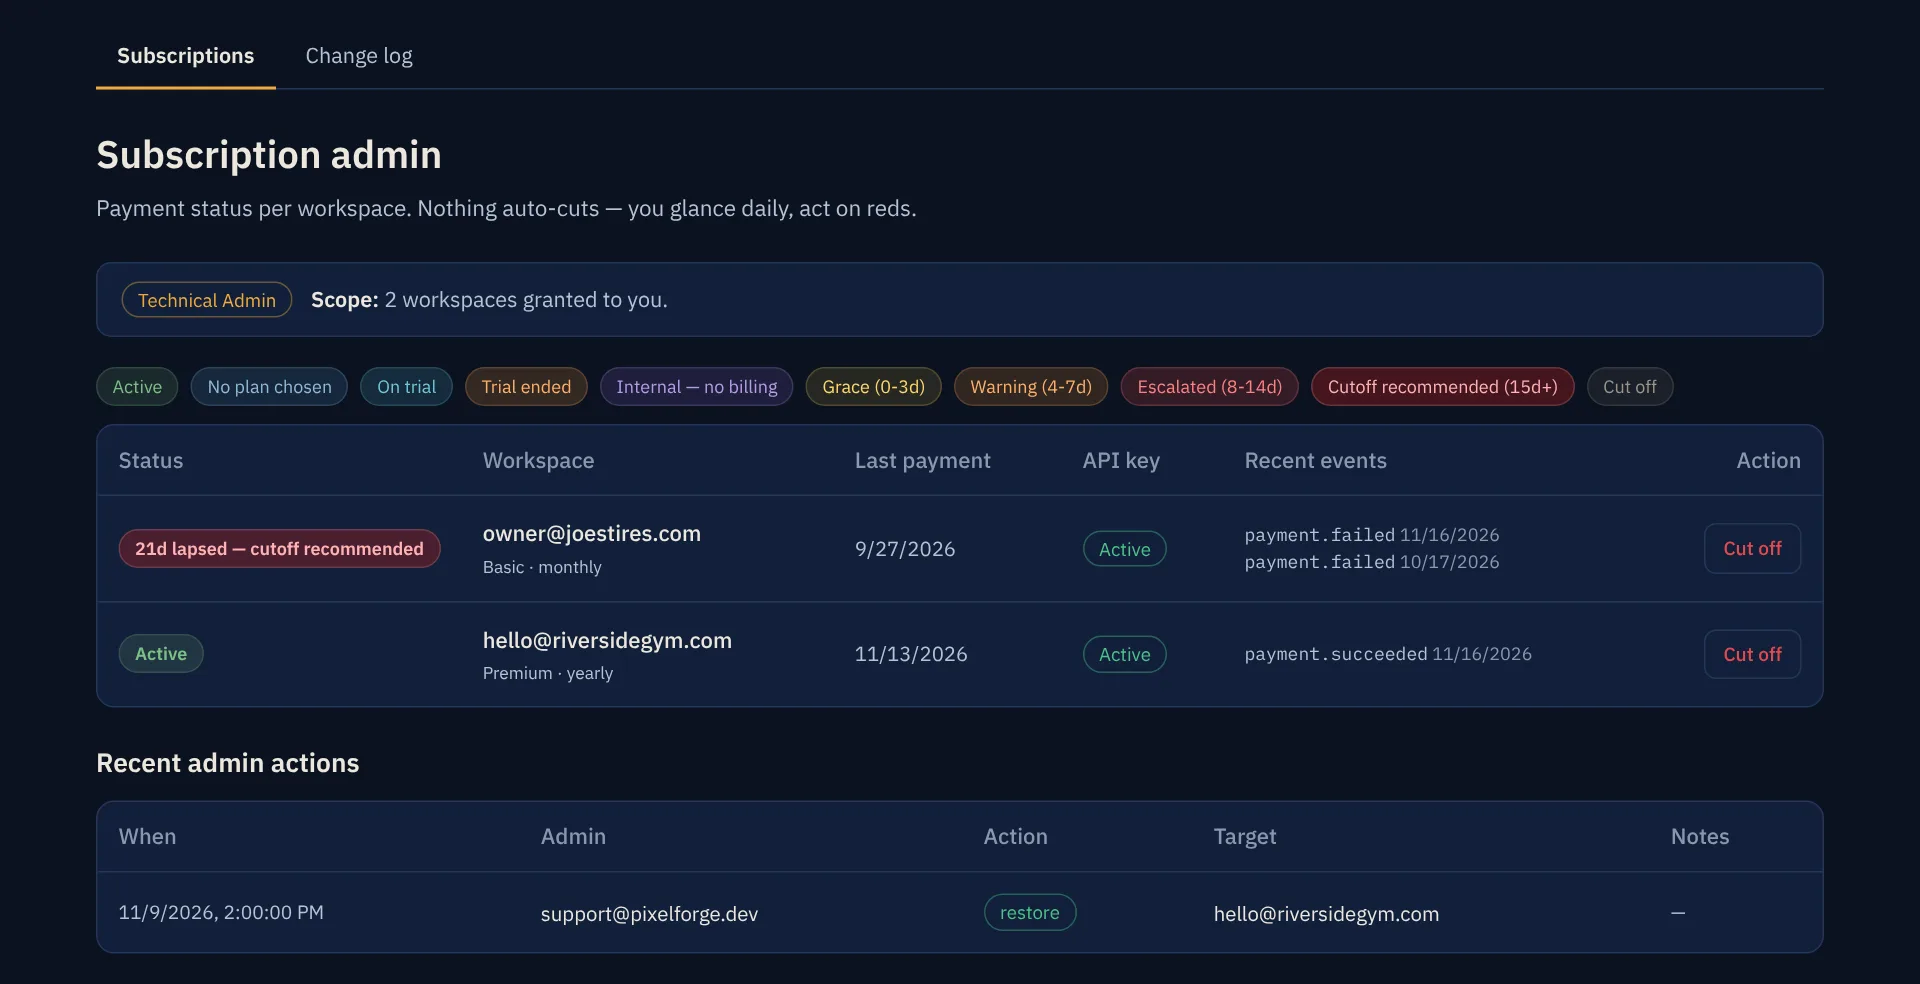 Subscriptions Change log
Subscription admin
Payment status per workspace. Nothing auto-cuts — you glance daily, act on reds.
Technical Admin Scope: 2 workspaces granted to you.
Active No plan chosen On trial Trial ended Internal — no billing Grace (0-3d) Warning (4-7d) Escalated (8-14d) Cutoff recommended (15d+) Cut off
Status Workspace Last payment API key Recent events Action
21d lapsed — cutoff recommended owner@joestires.com 9/27/2026 Active payment.failed 11/16/2026 Cut off
Basic · monthly payment.failed 10/17/2026
Active hello@riversidegym.com 11/13/2026 Active payment.succeeded 11/16/2026 Cut off
Premium · yearly
Recent admin actions
When Admin Action Target Notes
11/9/2026, 2:00:00 PM support@pixelforge.dev restore hello@riversidegym.com —